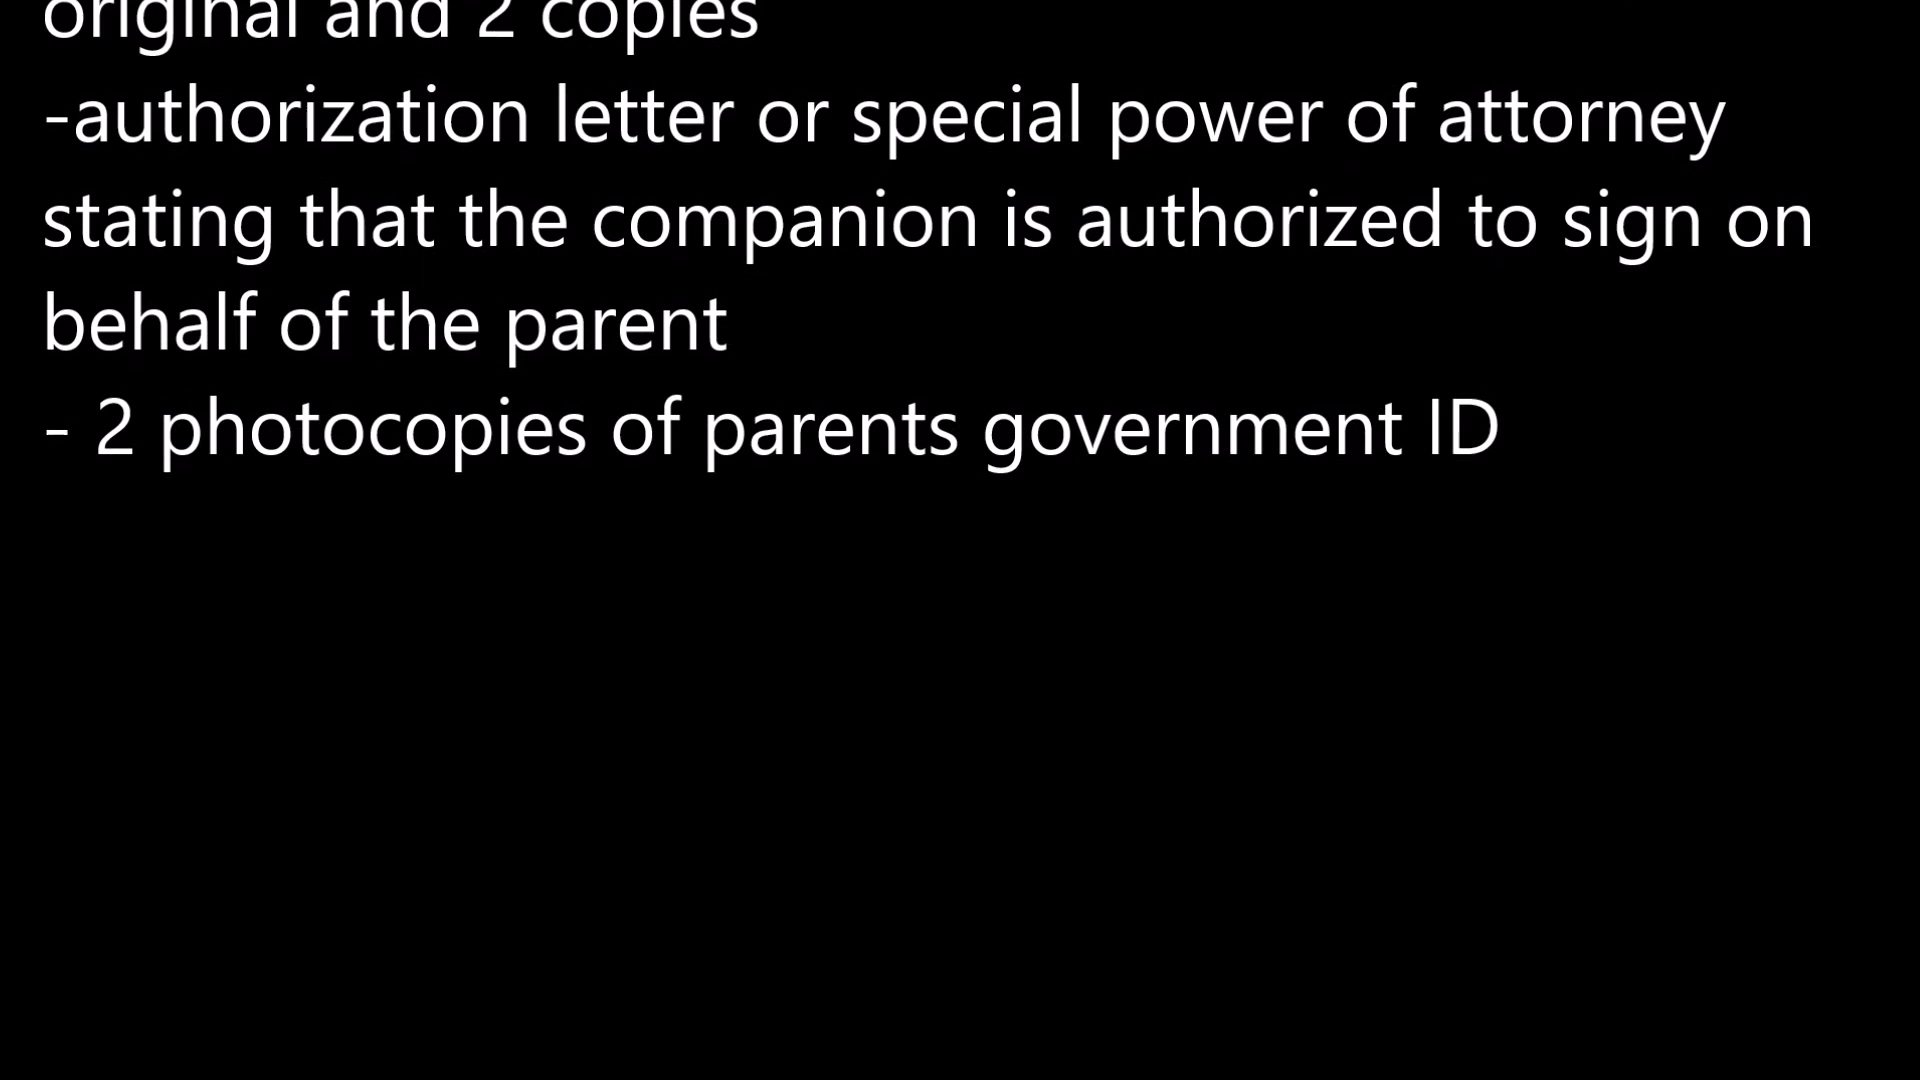 original and 2 copies
-authorization letter or special power of attorney
stating that the companion is authorized to sign on
behalf of the parent
- 2 photocopies of parents government ID